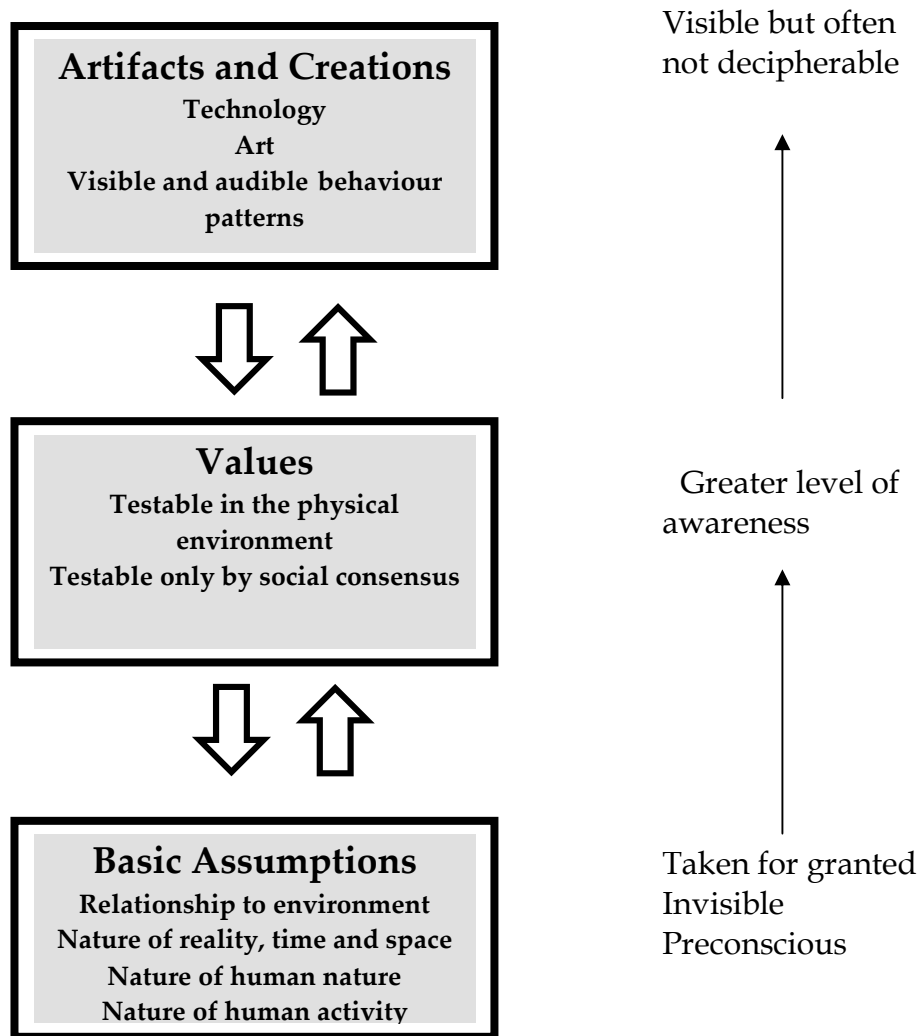 Artifacts and Creations
Technology
Art
Visible and audible behaviour
patterns
Visible but often
not decipherable
Values
Testable in the physical
environment
Testable only by social consensus
Greater level of
awareness
Basic Assumptions
Relationship to environment
Nature of reality, time and space
Nature of human nature
Nature of human activity
Taken for granted
Invisible
Preconscious